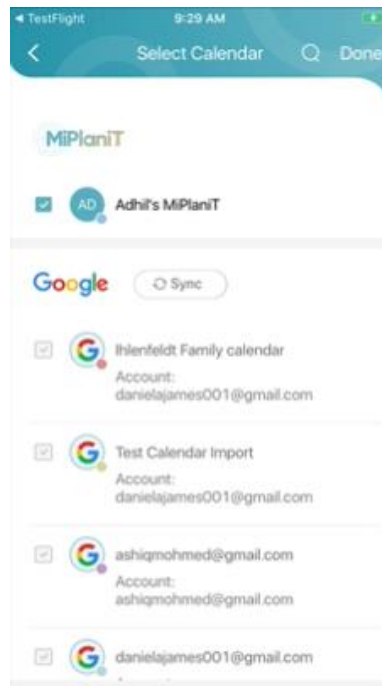 TestFlight 9:29 AM
Select Calendar Done
MiPlaniT
AD Adhil's MiPlaniT
Google Sync
Ihlenfeldt Family calendar
Account:
danielajames001@gmail.com
Test Calendar Import
Account:
danielajames001@gmail.com
ashiqmohmed@gmail.com
Account:
ashiqmohmed@gmail.com
danielajames001@gmail.com